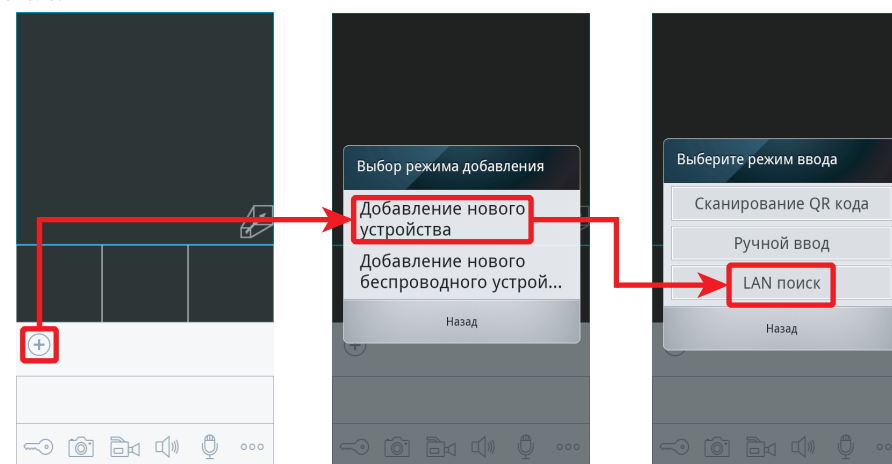 Выбор режима добавления
Добавление нового
устройства
Добавление нового
беспроводного устрой...
Назад
Выберите режим ввода
Сканирование QR кода
Ручной ввод
LAN поиск
Назад